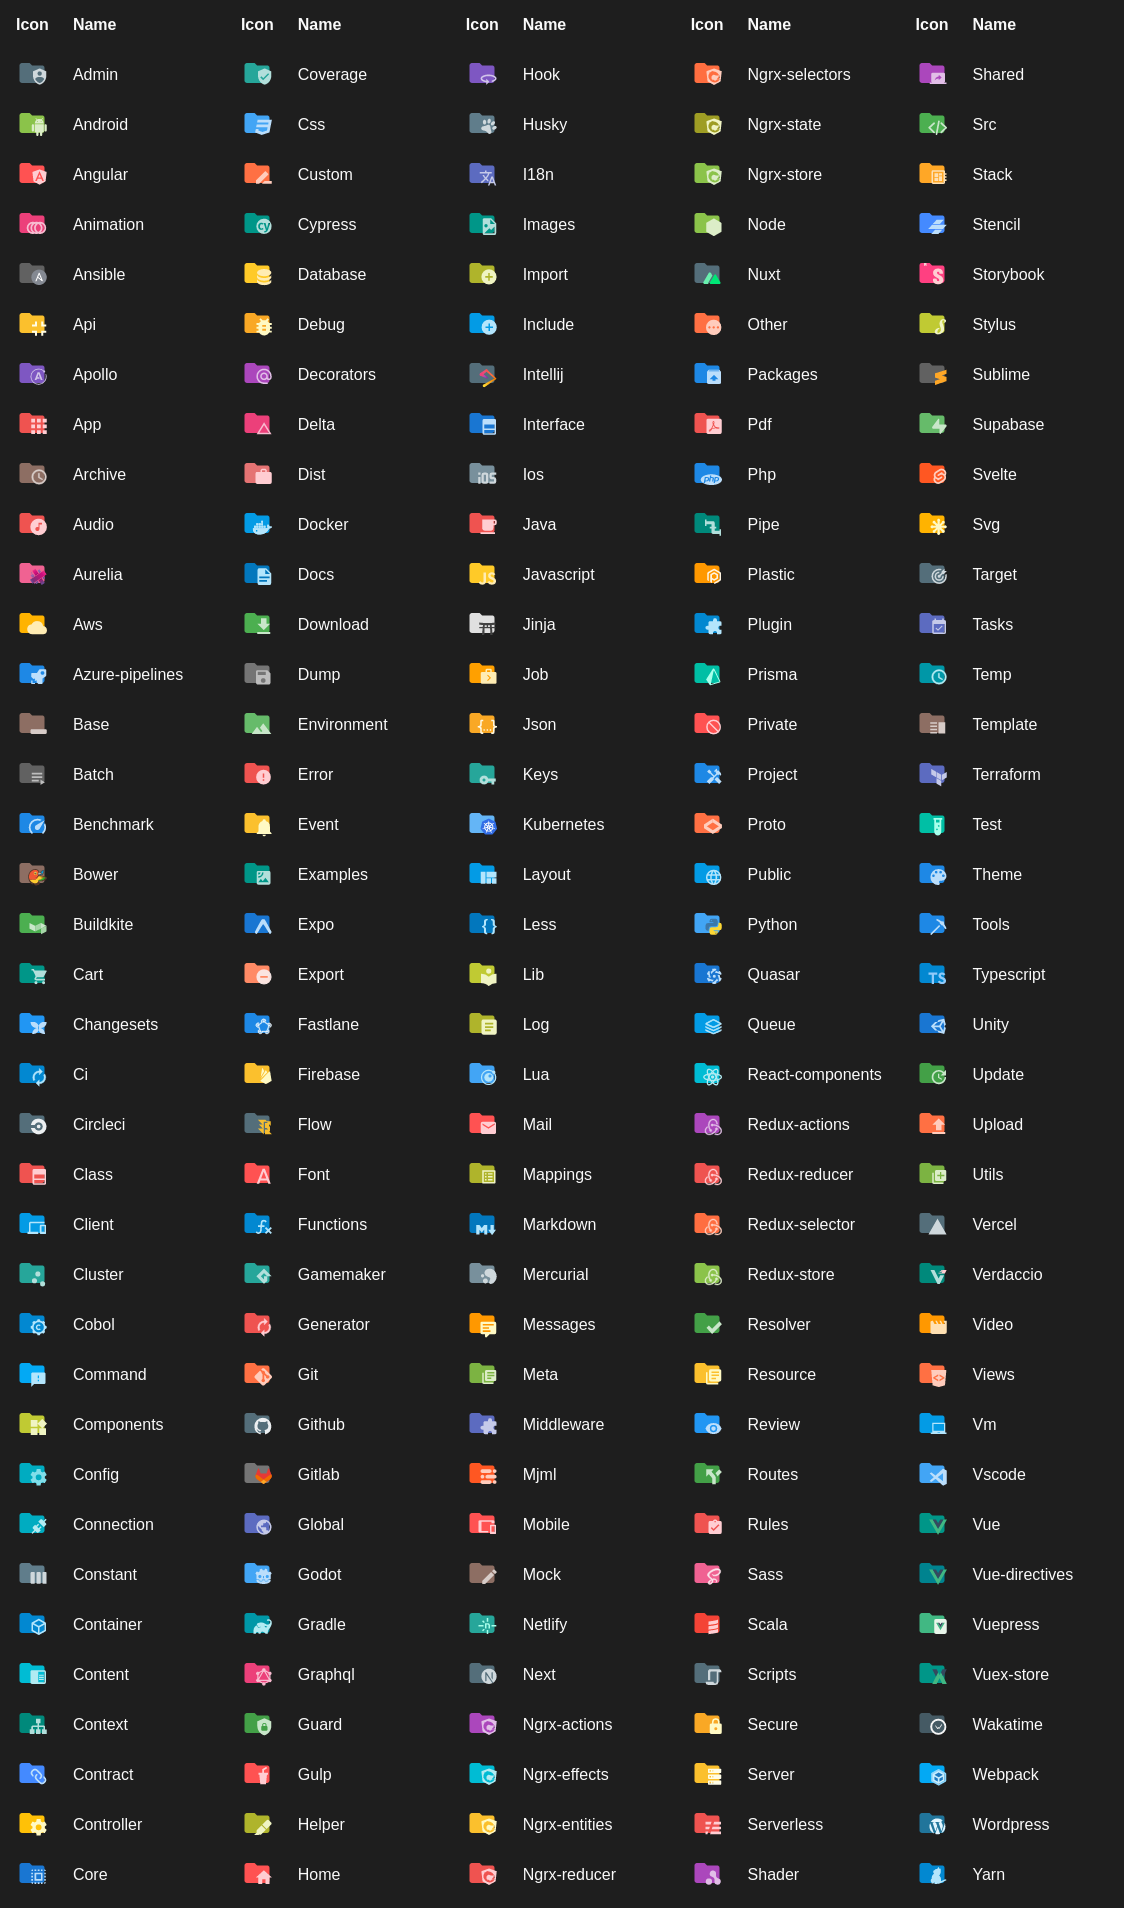 Icon Name Icon Name Icon Name Icon Name Icon Name
Admin Coverage Hook Ngrx-selectors Shared
Android Css Husky Ngrx-state Src
Angular Custom I18n Ngrx-store Stack
Animation Cypress Images Node Stencil
Ansible Database Import Nuxt Storybook
Api Debug Include Other Stylus
Apollo Decorators Intellij Packages Sublime
App Delta Interface Pdf Supabase
Archive Dist Ios Php Svelte
Audio Docker Java Pipe Svg
Aurelia Docs Javascript Plastic Target
Aws Download Jinja Plugin Tasks
Azure-pipelines Dump Job Prisma Temp
Base Environment Json Private Template
Batch Error Keys Project Terraform
Benchmark Event Kubernetes Proto Test
Bower Examples Layout Public Theme
Buildkite Expo Less Python Tools
Cart Export Lib Quasar Typescript
Changesets Fastlane Log Queue Unity
Ci Firebase Lua React-components Update
Circleci Flow Mail Redux-actions Upload
Class Font Mappings Redux-reducer Utils
Client Functions Markdown Redux-selector Vercel
Cluster Gamemaker Mercurial Redux-store Verdaccio
Cobol Generator Messages Resolver Video
Command Git Meta Resource Views
Components Github Middleware Review Vm
Config Gitlab Mjml Routes Vscode
Connection Global Mobile Rules Vue
Constant Godot Mock Sass Vue-directives
Container Gradle Netlify Scala Vuepress
Content Graphql Next Scripts Vuex-store
Context Guard Ngrx-actions Secure Wakatime
Contract Gulp Ngrx-effects Server Webpack
Controller Helper Ngrx-entities Serverless Wordpress
Core Home Ngrx-reducer Shader Yarn